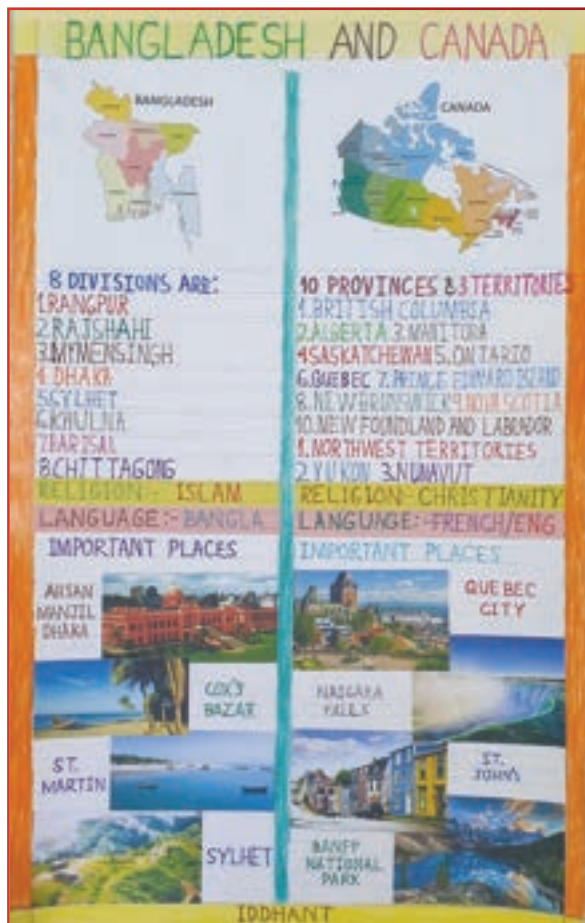 BANGLADESH AND CANADA
BANGLADESH
8 DIVISIONS ARE:
1.RANGPUR
2.RAJSHAHI
3.MYMENSINGH
4.DHAKA
5.SYLHET
6.KHULNA
7.BARISAL
8.CHITTAGONG
RELIGION:- ISLAM
LANGUAGE:- BANGLA
IMPORTANT PLACES
AHSAN
MANJIL
DHAKA
COX'S
BAZAR
ST.
MARTIN
SYLHET
CANADA
10 PROVINCES & 3 TERRITORIES
1.BRITISH COLUMBIA
2.ALBERTA 3.MANITOBA
4.SASKATCHEWAN 5.ONTARIO
6.QUEBEC 7.PRINCE EDWARD ISLAND
8.NEW BRUNSWICK 9.NOVA SCOTIA
10.NEW FOUNDLAND AND LABRADOR
1.NORTHWEST TERRITORIES
2 YUKON 3.NUNAVUT
RELIGION-CHRISTIANITY
LANGUNGE:-FRENCH/ENG
IMPORTANT PLACES
QUEBEC
CITY
NAIGARA
FALLS
ST.
JOHN'S
BANFF
NATIONAL
PARK
IDDHANT